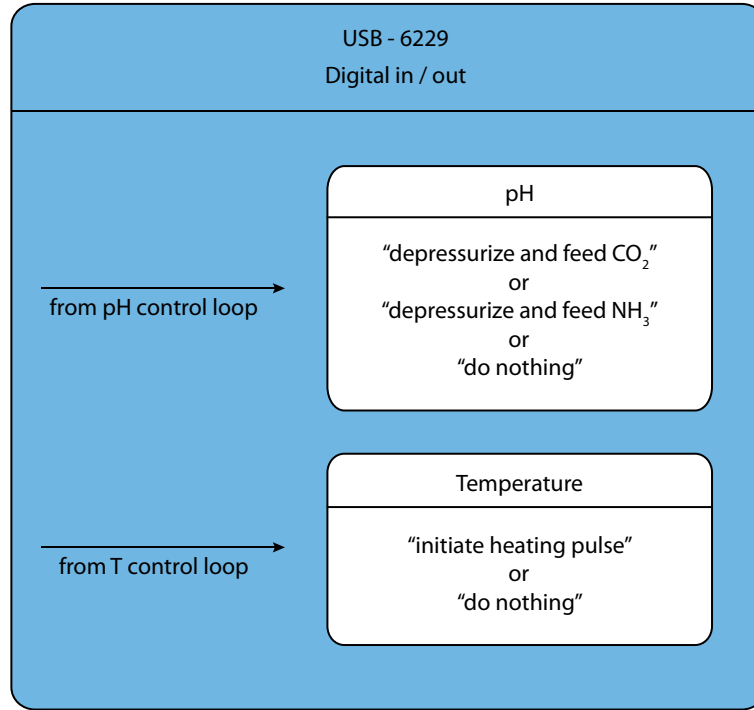 USB - 6229
Digital in / out
pH
“depressurize and feed CO₂”
or
“depressurize and feed NH₃”
or
“do nothing”
from pH control loop
Temperature
“initiate heating pulse”
or
“do nothing”
from T control loop